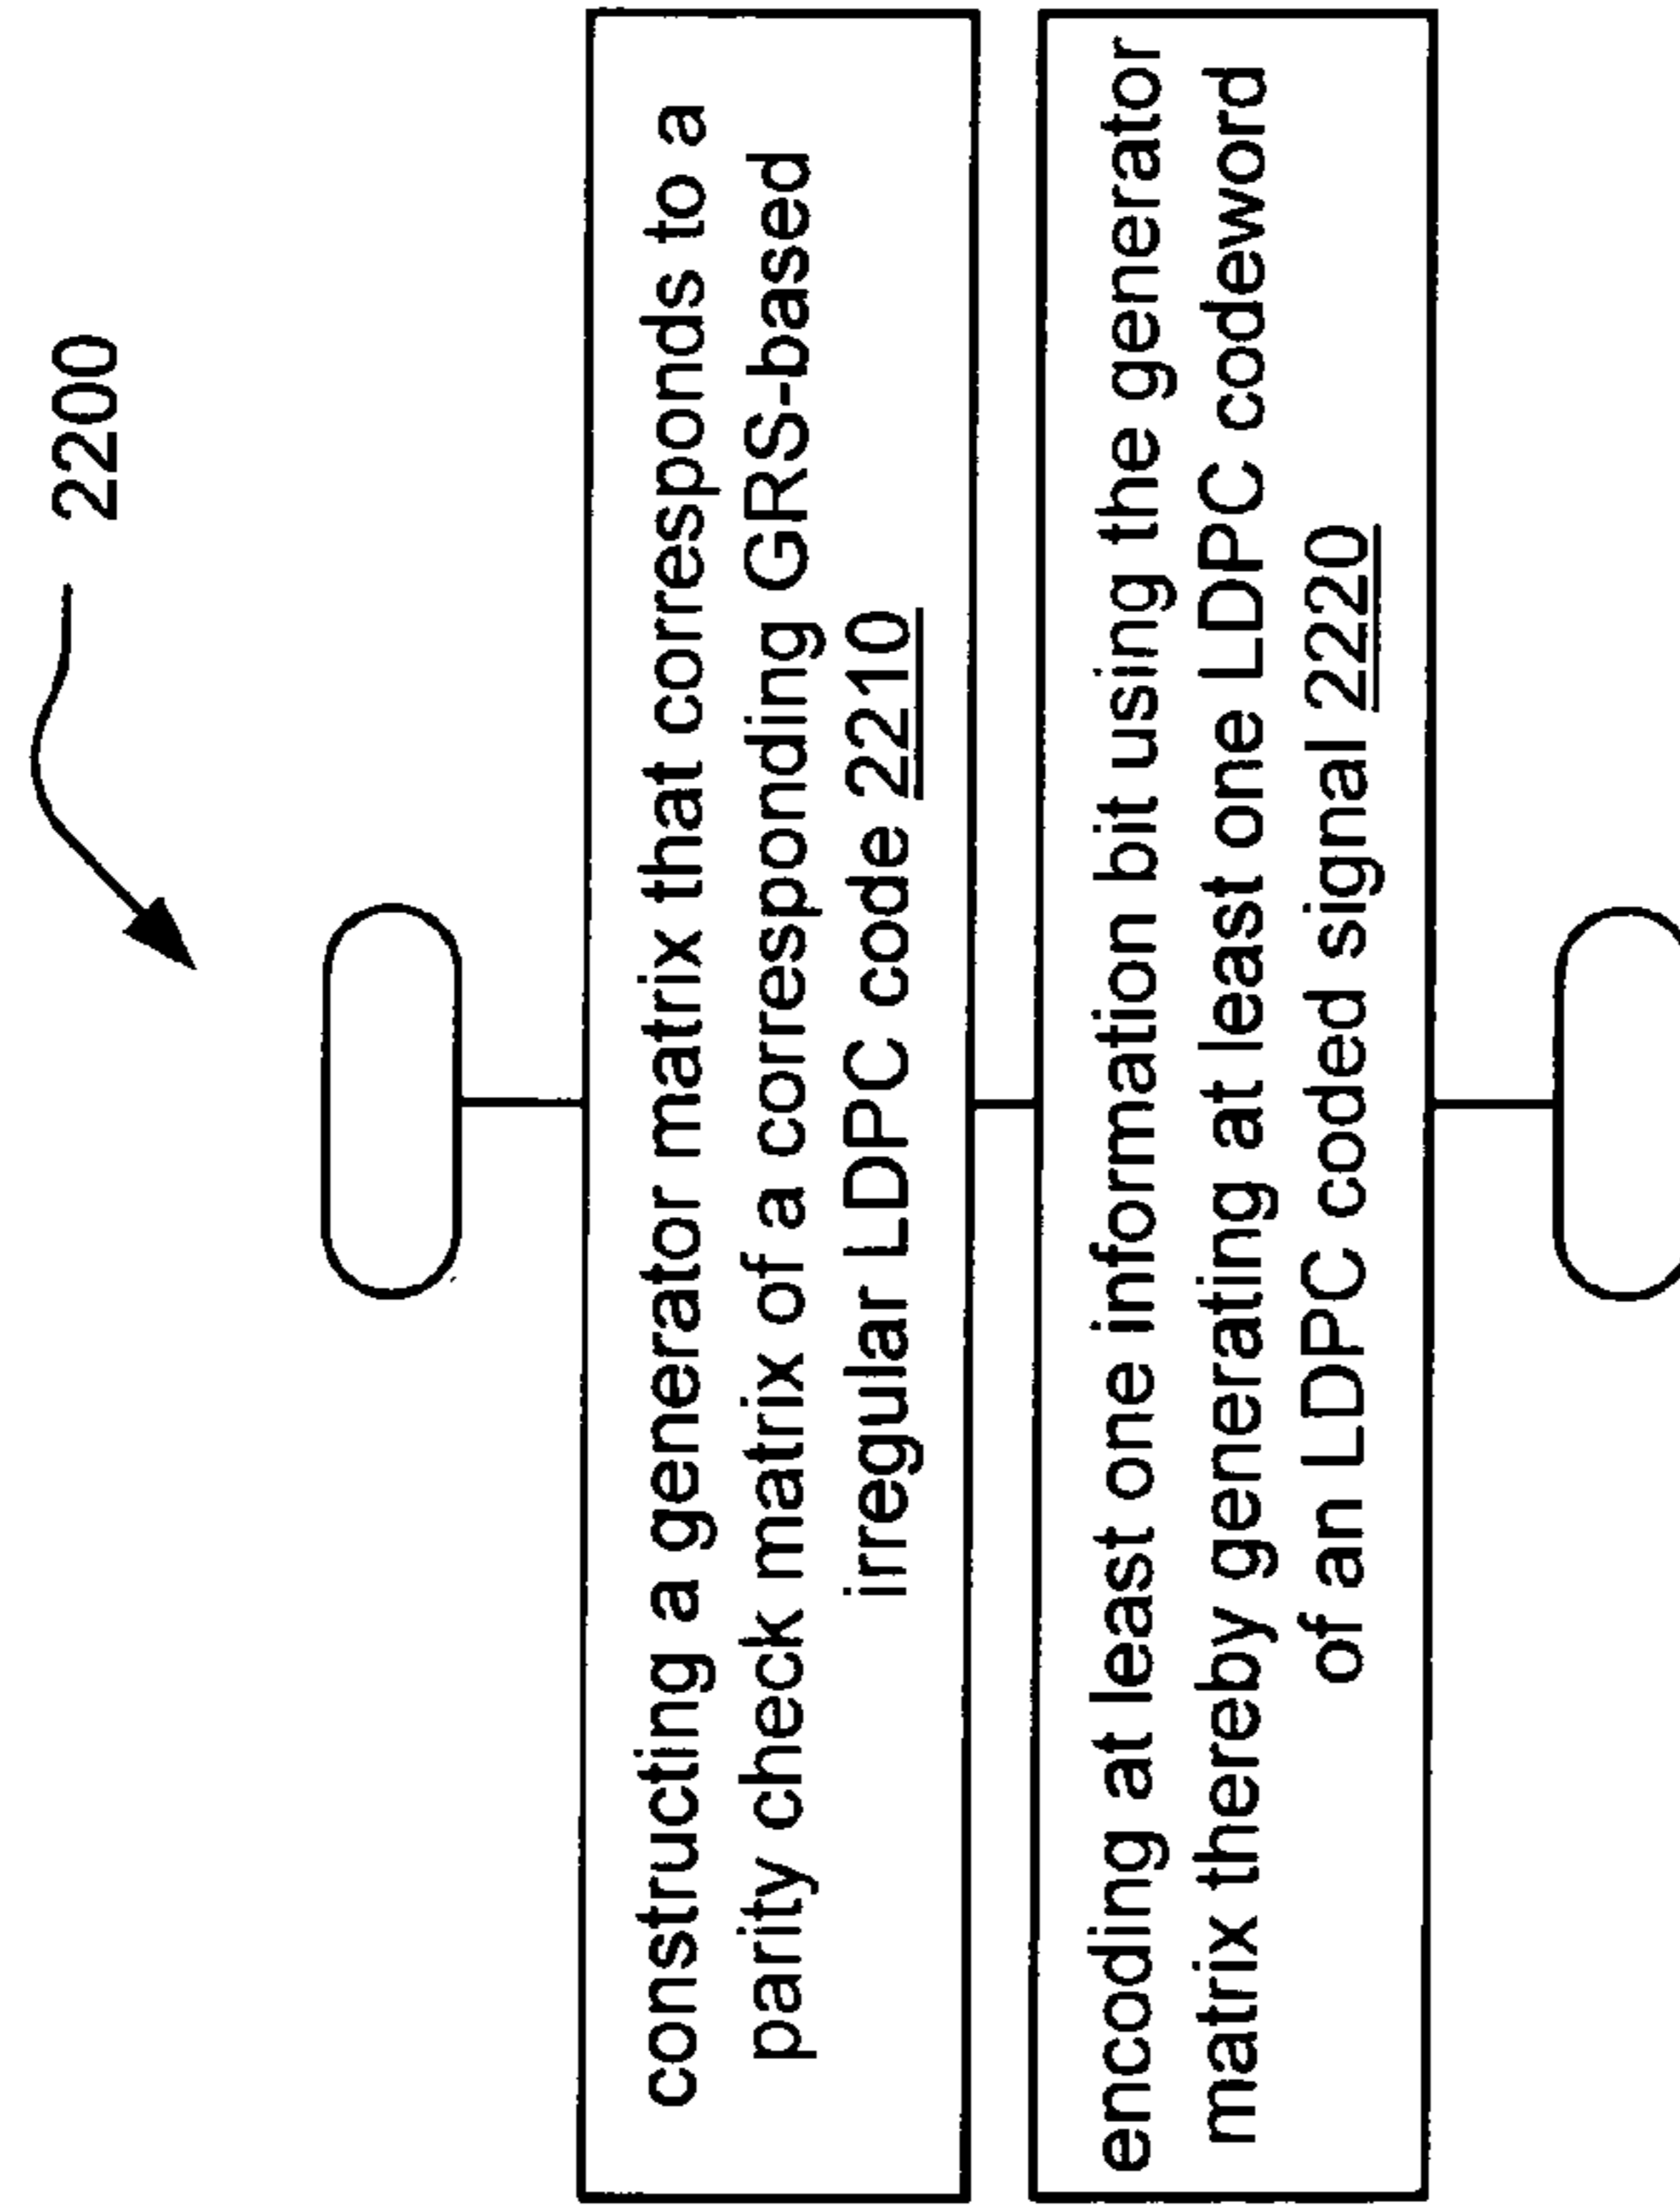 2200
constructing a generator matrix that corresponds to a
parity check matrix of a corresponding GRS-based
irregular LDPC code 2210
encoding at least one information bit using the generator
matrix thereby generating at least one LDPC codeword
of an LDPC coded signal 2220